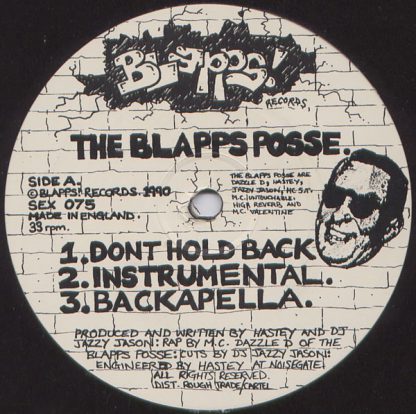 BLAPPS!
RECORDS
THE BLAPPS POSSE.
SIDE A.
© BLAPPS! RECORDS. 1990
SEX 075
MADE IN ENGLAND.
33 rpm.
THE BLAPPS POSSE ARE
DAZZLE D, HASTEY,
JAZZY JASON, MC S.T.
M.C. UNTOUCHABLE,
HIGH REVERB, AND
M.C. VALENTINE
1. DONT HOLD BACK
2. INSTRUMENTAL.
3. BACKAPELLA.
PRODUCED AND WRITTEN BY HASTEY AND DJ
JAZZY JASON: RAP BY M.C. DAZZLE D OF THE
BLAPPS POSSE: CUTS BY DJ JAZZY JASON:
ENGINEERED BY HASTEY AT NOISEGATE.
ALL RIGHTS RESERVED.
DIST. ROUGH TRADE/CARTEL